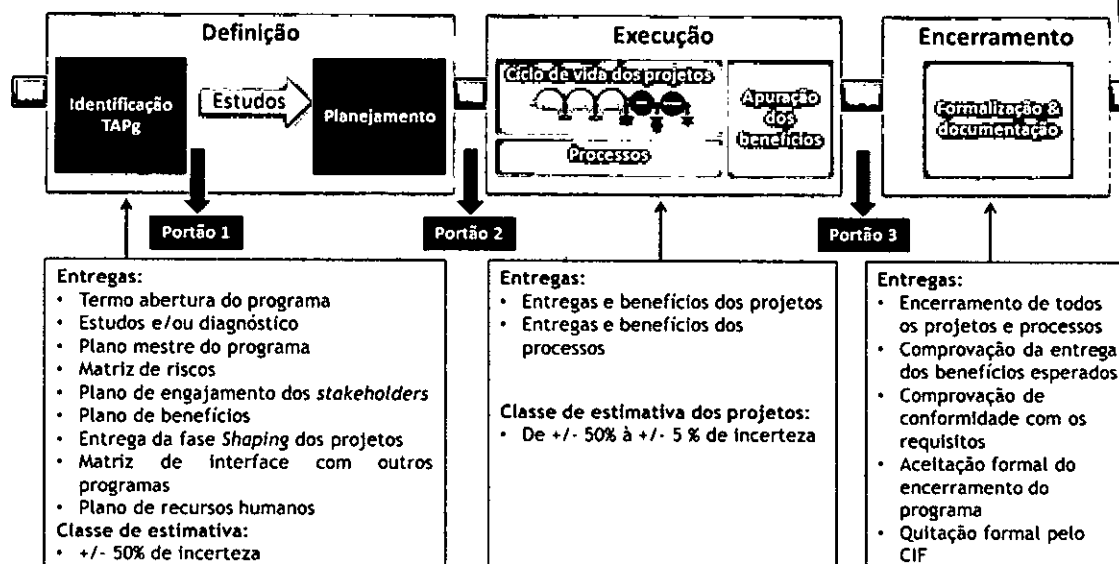 Definição
Identificação
TAPg
Estudos
Planejamento
Portão 1
Portão 2
Execução
Ciclo de vida dos projetos
Processos
Apuração
dos
benefícios
Portão 3
Encerramento
Formalização &
documentação
Entregas:
• Termo abertura do programa
• Estudos e/ou diagnóstico
• Plano mestre do programa
• Matriz de riscos
• Plano de engajamento dos stakeholders
• Plano de benefícios
• Entrega da fase Shaping dos projetos
• Matriz de interface com outros
programas
• Plano de recursos humanos
Classe de estimativa:
• +/- 50% de incerteza
Entregas:
• Entregas e benefícios dos projetos
• Entregas e benefícios dos
processos
Classe de estimativa dos projetos:
• De +/- 50% à +/- 5 % de incerteza
Entregas:
• Encerramento de todos
os projetos e processos
• Comprovação da entrega
dos benefícios esperados
• Comprovação de
conformidade com os
requisitos
• Aceitação formal do
encerramento do
programa
• Quitação formal pelo
CIF